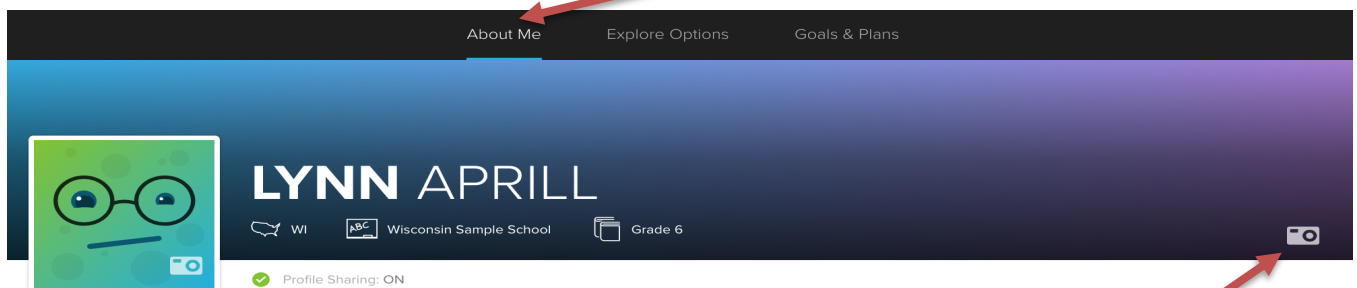 About Me Explore Options Goals & Plans
LYNN APRILL
WI ABC Wisconsin Sample School Grade 6
Profile Sharing: ON